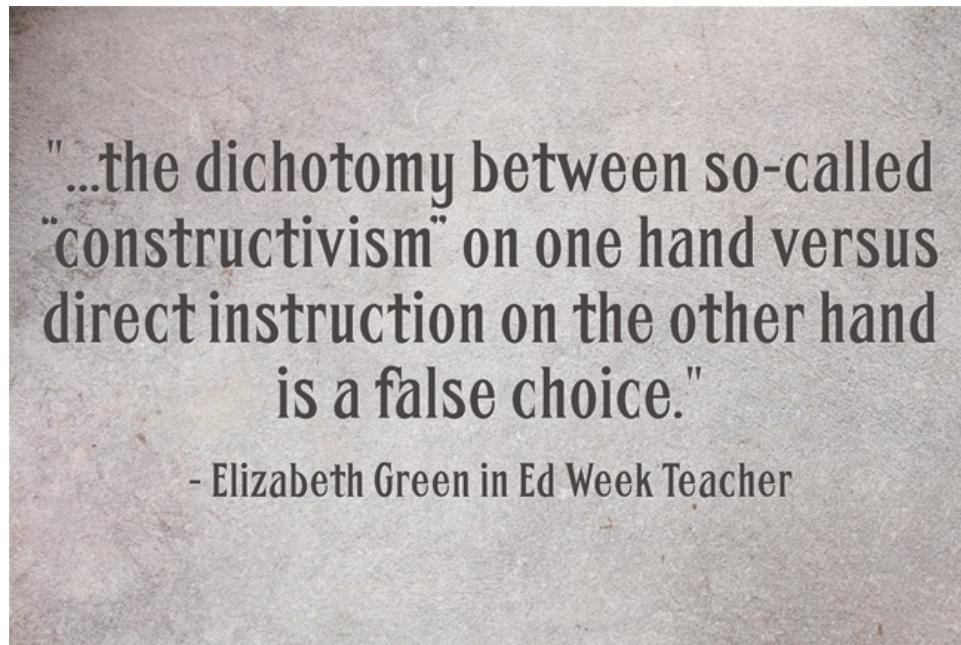 "...the dichotomy between so-called
"constructivism" on one hand versus
direct instruction on the other hand
is a false choice."
- Elizabeth Green in Ed Week Teacher